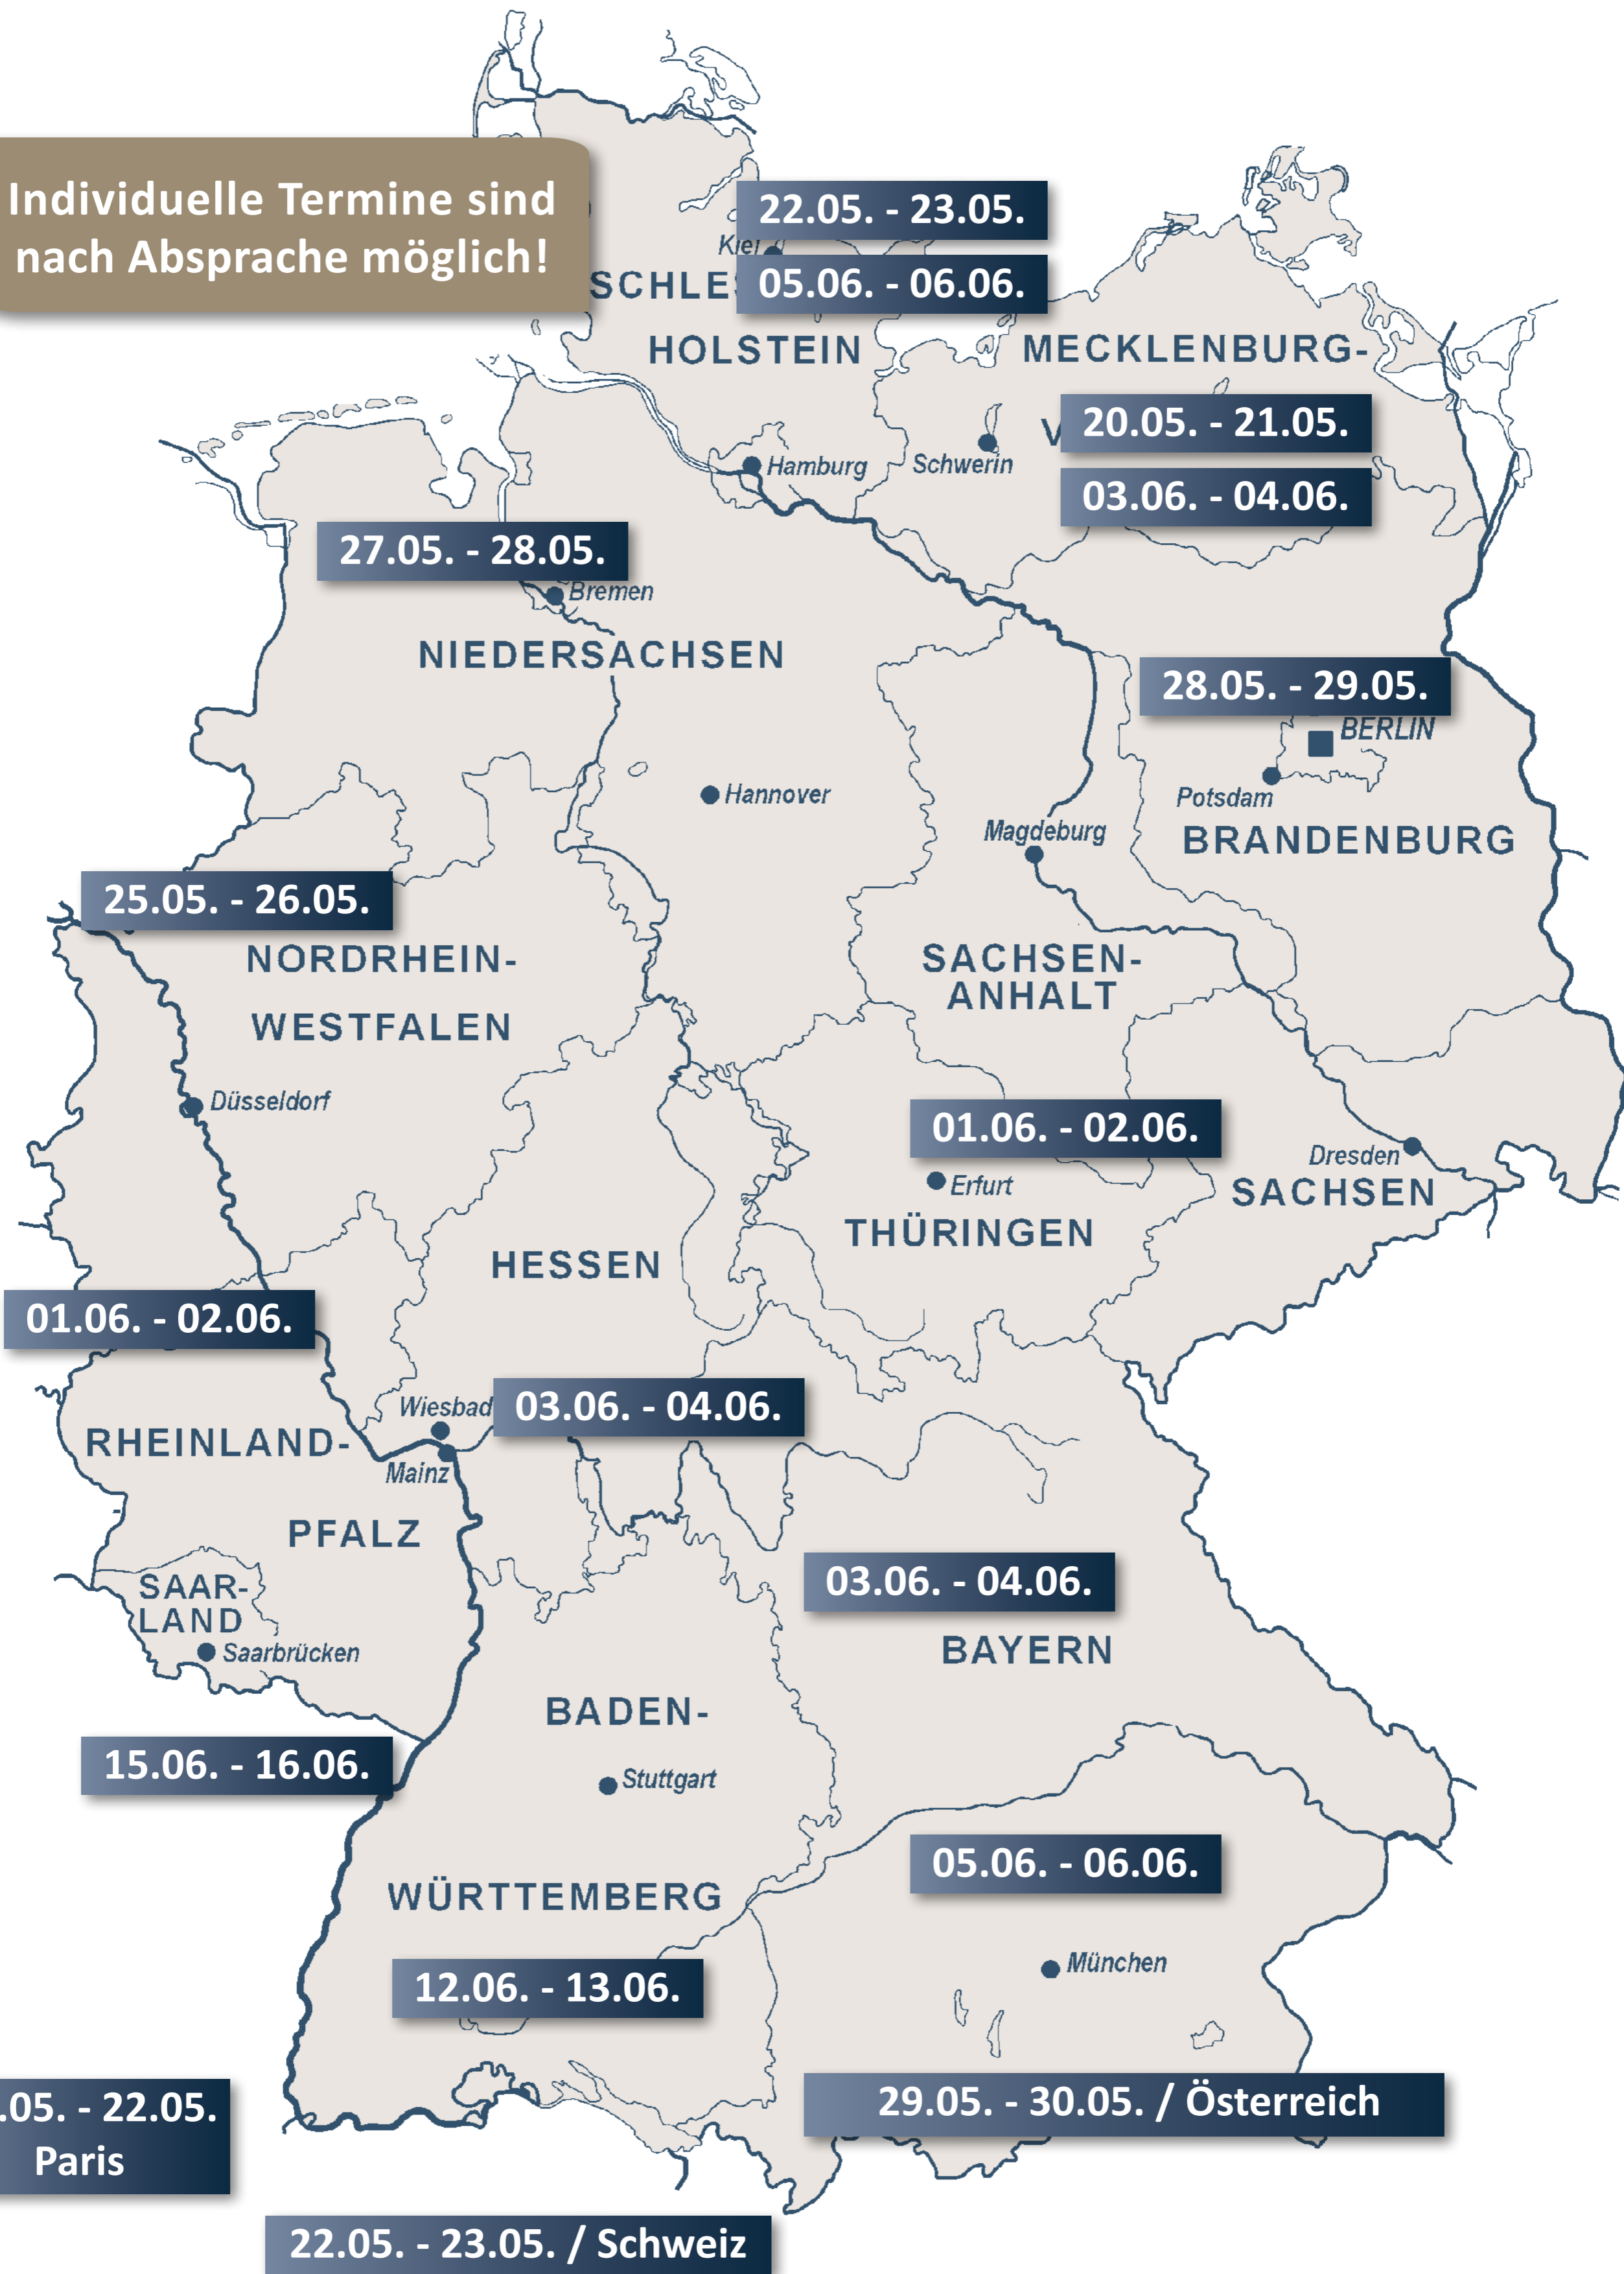 Individuelle Termine sind
nach Absprache möglich!
22.05. - 23.05.
Kiel
05.06. - 06.06.
SCHLES
HOLSTEIN
MECKLENBURG-
V
20.05. - 21.05.
03.06. - 04.06.
Hamburg
Schwerin
27.05. - 28.05.
Bremen
NIEDERSACHSEN
28.05. - 29.05.
BERLIN
Potsdam
BRANDENBURG
Hannover
Magdeburg
25.05. - 26.05.
NORDRHEIN-
WESTFALEN
SACHSEN-
ANHALT
Düsseldorf
01.06. - 02.06.
Erfurt
THÜRINGEN
Dresden
SACHSEN
HESSEN
01.06. - 02.06.
Wiesbad
03.06. - 04.06.
RHEINLAND-
Mainz
PFALZ
SAAR-
LAND
Saarbrücken
03.06. - 04.06.
BAYERN
BADEN-
15.06. - 16.06.
Stuttgart
05.06. - 06.06.
WÜRTTEMBERG
12.06. - 13.06.
München
.05. - 22.05.
Paris
29.05. - 30.05. / Österreich
22.05. - 23.05. / Schweiz